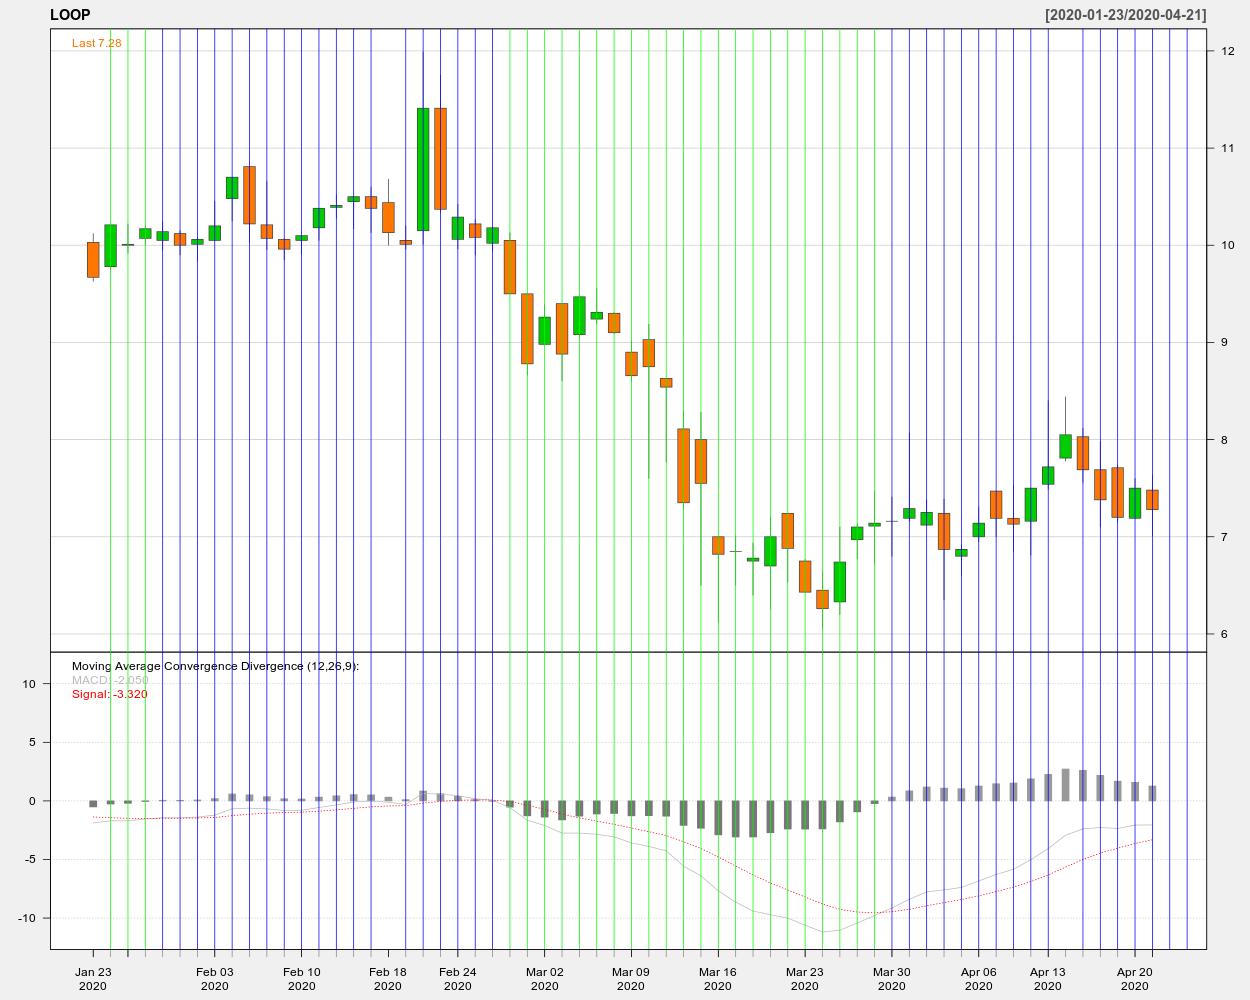 LOOP [2020-01-23/2020-04-21]
Last 7.28
12
11
10
9
8
7
6
Moving Average Convergence Divergence (12,26,9):
MACD: -2.050
Signal: -3.320
10
5
0
-5
-10
Jan 23 Feb 03 Feb 10 Feb 18 Feb 24 Mar 02 Mar 09 Mar 16 Mar 23 Mar 30 Apr 06 Apr 13 Apr 20
2020 2020 2020 2020 2020 2020 2020 2020 2020 2020 2020 2020 2020